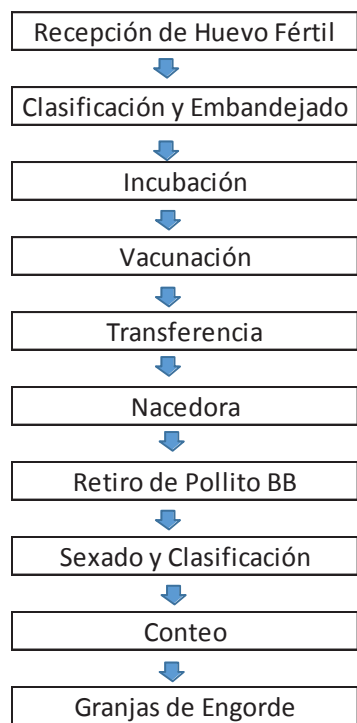 Recepción de Huevo Fértil
Clasificación y Embandejado
Incubación
Vacunación
Transferencia
Nacedora
Retiro de Pollito BB
Sexado y Clasificación
Conteo
Granjas de Engorde